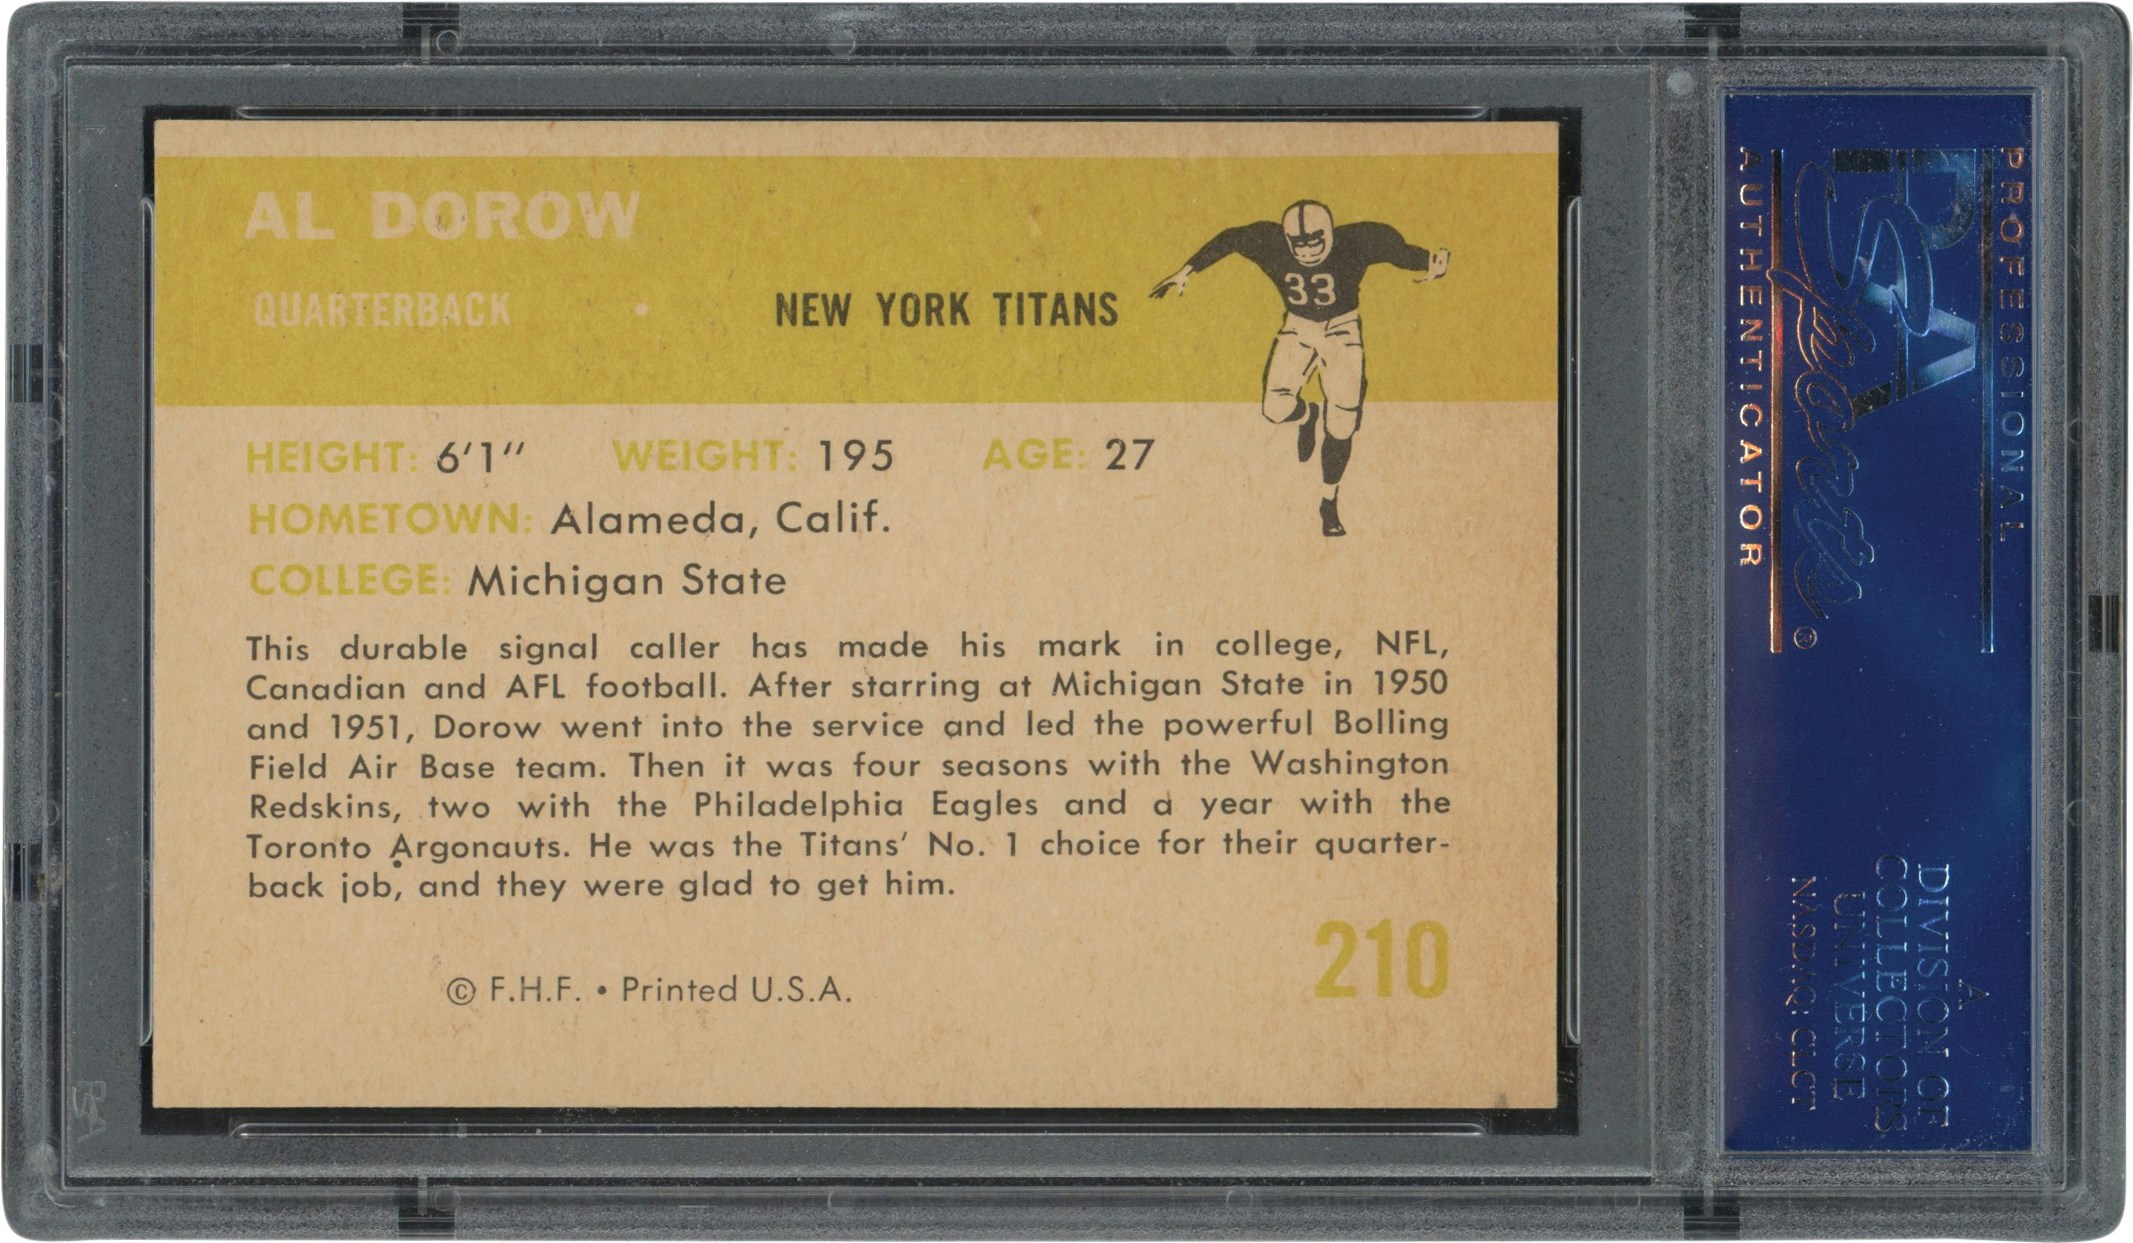 AL DOROW
QUARTERBACK • NEW YORK TITANS
33
HEIGHT: 6'1" WEIGHT: 195 AGE: 27
HOMETOWN: Alameda, Calif.
COLLEGE: Michigan State
This durable signal caller has made his mark in college, NFL,
Canadian and AFL football. After starring at Michigan State in 1950
and 1951, Dorow went into the service and led the powerful Bolling
Field Air Base team. Then it was four seasons with the Washington
Redskins, two with the Philadelphia Eagles and a year with the
Toronto Argonauts. He was the Titans' No. 1 choice for their quarter-
back job, and they were glad to get him.
210
© F.H.F. • Printed U.S.A.
PROFESSIONAL
PSA
Sports
AUTHENTICATOR
A
DIVISION OF
COLLECTORS
UNIVERSE
NASDAQ: CLCT
PSA